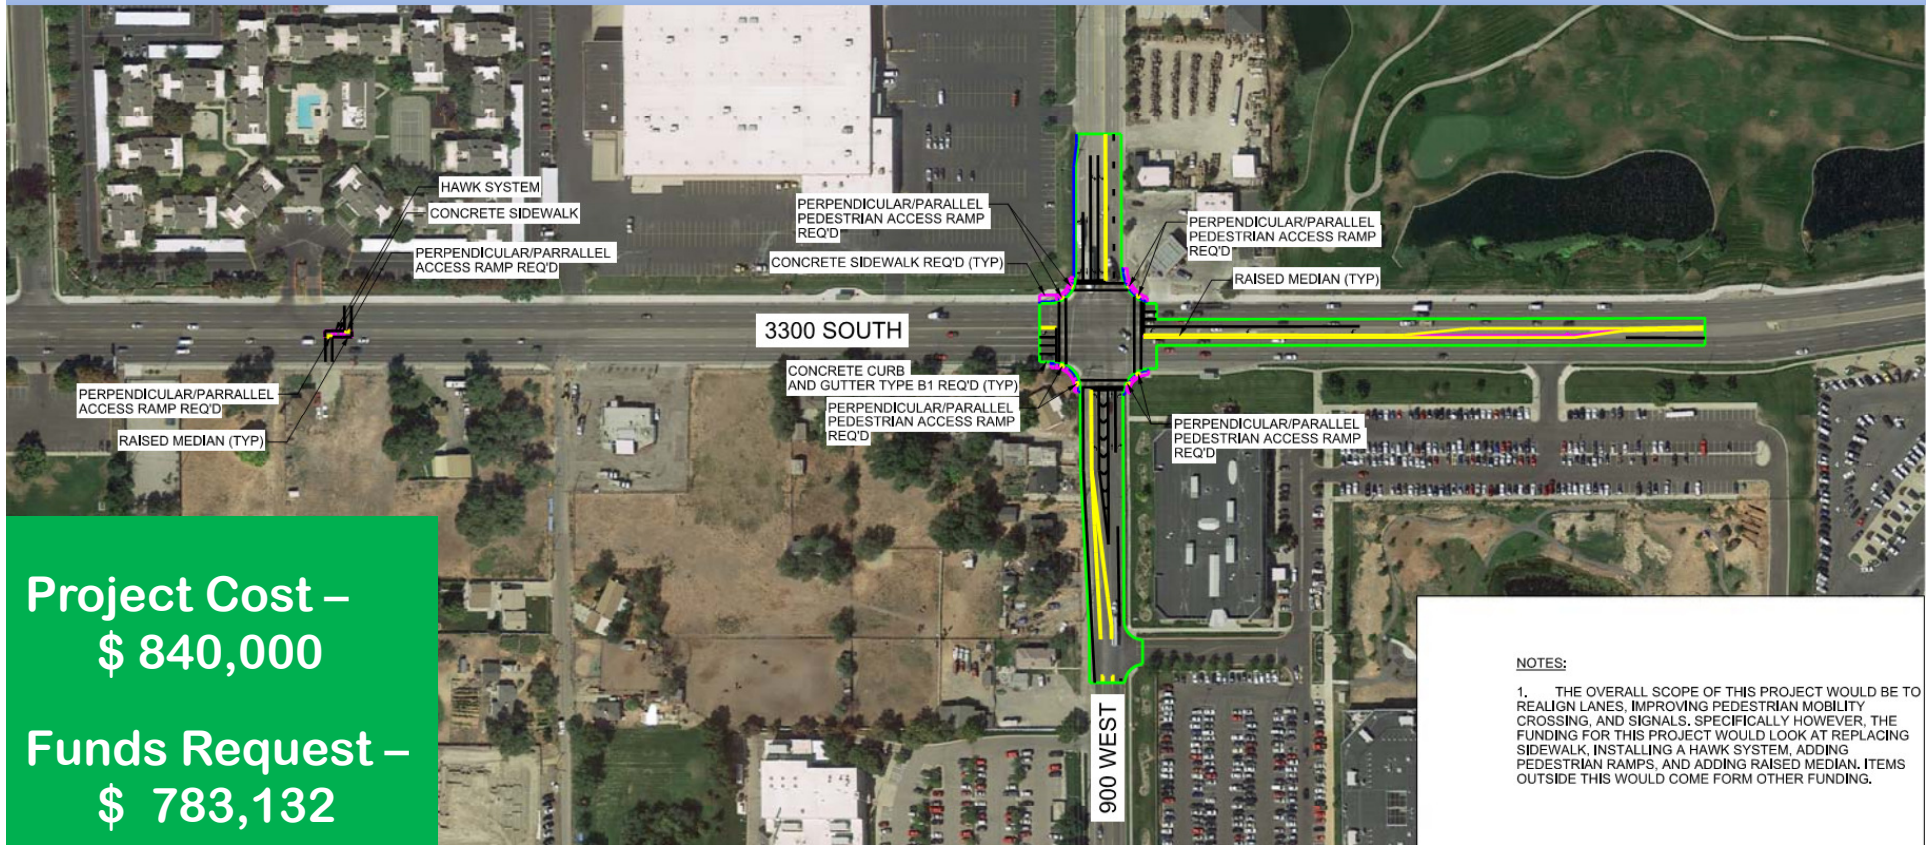 HAWK SYSTEM
CONCRETE SIDEWALK
PERPENDICULAR/PARRALLEL
ACCESS RAMP REQ'D
PERPENDICULAR/PARALLEL
PEDESTRIAN ACCESS RAMP
REQ'D
CONCRETE SIDEWALK REQ'D (TYP)
PERPENDICULAR/PARALLEL
PEDESTRIAN ACCESS RAMP
REQ'D
RAISED MEDIAN (TYP)
3300 SOUTH
PERPENDICULAR/PARRALLEL
ACCESS RAMP REQ'D
RAISED MEDIAN (TYP)
CONCRETE CURB
AND GUTTER TYPE B1 REQ'D (TYP)
PERPENDICULAR/PARALLEL
PEDESTRIAN ACCESS RAMP
REQ'D
PERPENDICULAR/PARALLEL
PEDESTRIAN ACCESS RAMP
REQ'D
900 WEST
Project Cost –
$ 840,000
Funds Request –
$ 783,132
NOTES:
1. THE OVERALL SCOPE OF THIS PROJECT WOULD BE TO
REALIGN LANES, IMPROVING PEDESTRIAN MOBILITY
CROSSING, AND SIGNALS. SPECIFICALLY HOWEVER, THE
FUNDING FOR THIS PROJECT WOULD LOOK AT REPLACING
SIDEWALK, INSTALLING A HAWK SYSTEM, ADDING
PEDESTRIAN RAMPS, AND ADDING RAISED MEDIAN. ITEMS
OUTSIDE THIS WOULD COME FORM OTHER FUNDING.